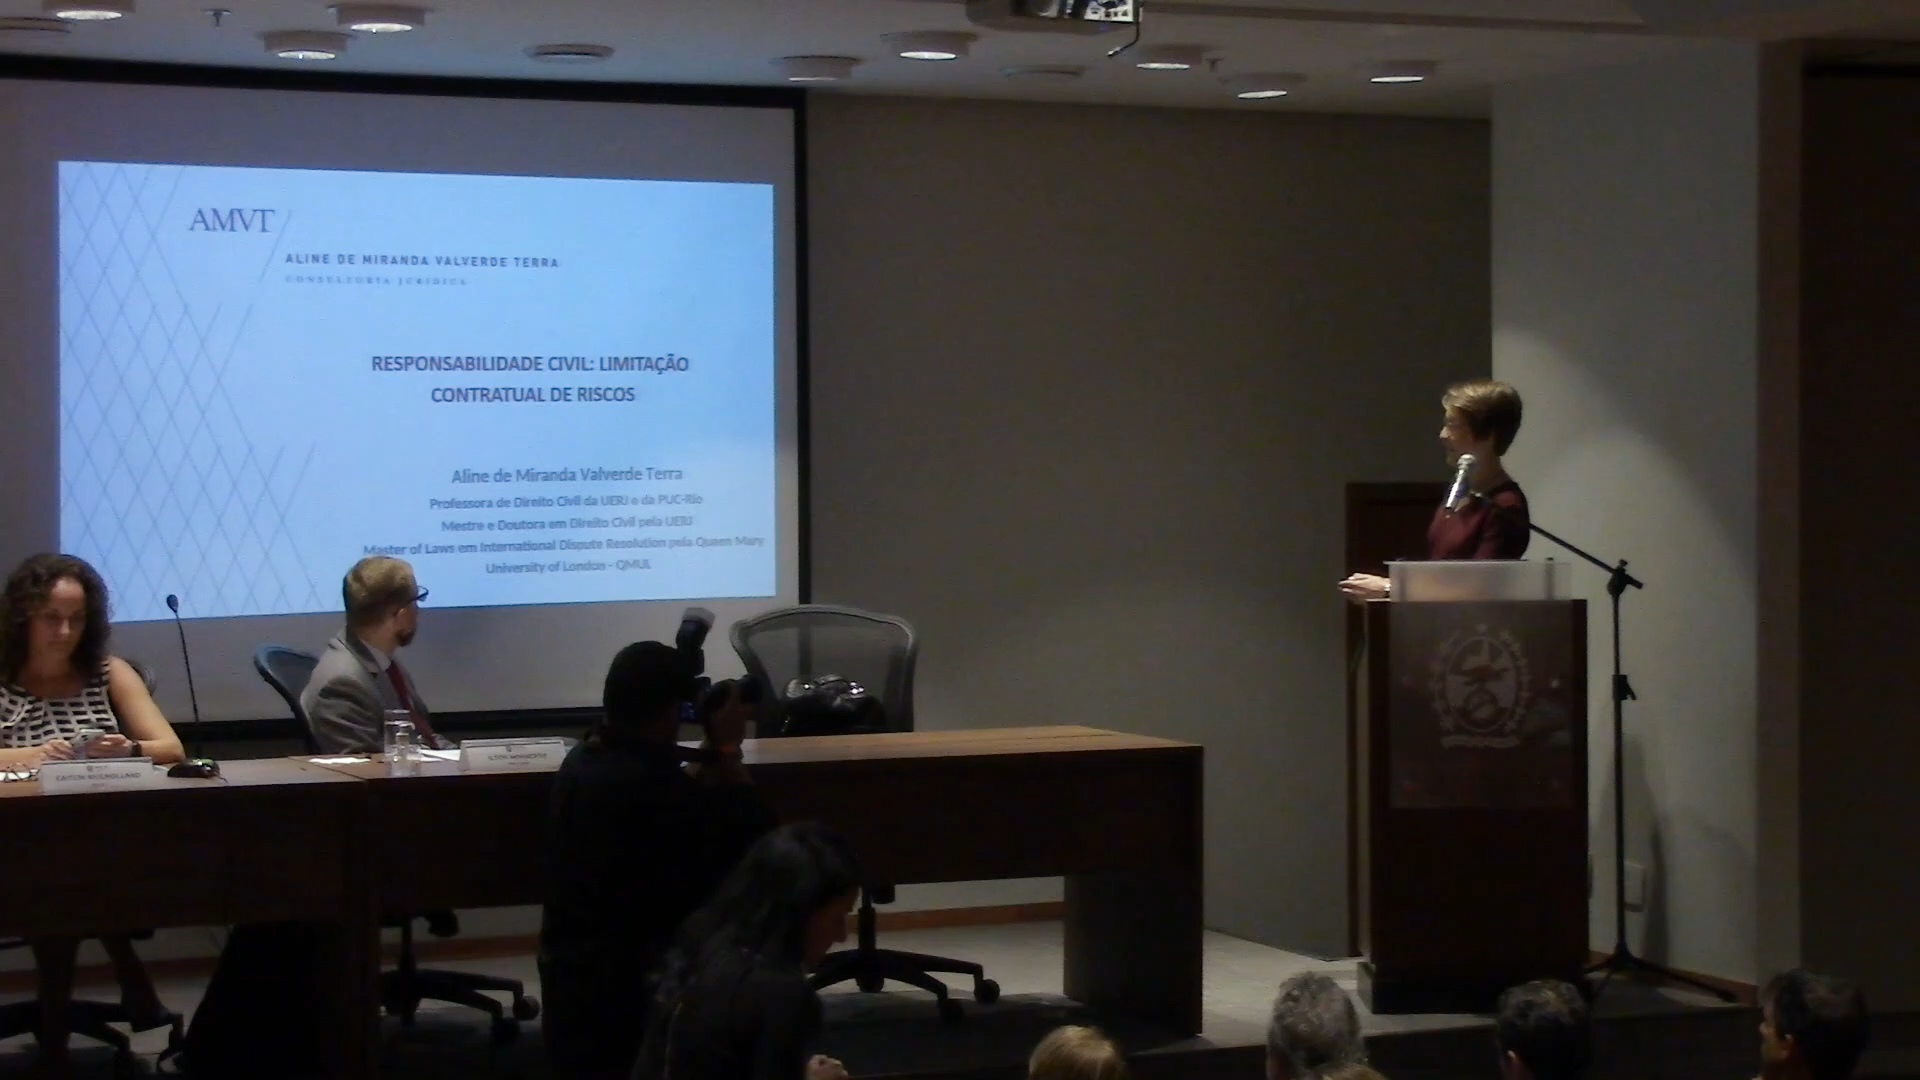 AMVT
ALINE DE MIRANDA VALVERDE TERRA
CONSULTORIA JURÍDICA
RESPONSABILIDADE CIVIL: LIMITAÇÃO
CONTRATUAL DE RISCOS
Aline de Miranda Valverde Terra
Professora de Direito Civil da UERJ e da PUC-Rio
Mestre e Doutora em Direito Civil pela UERJ
Master of Laws em International Dispute Resolution pela Queen Mary
University of London - QMUL
CAITLIN MULHOLLAND